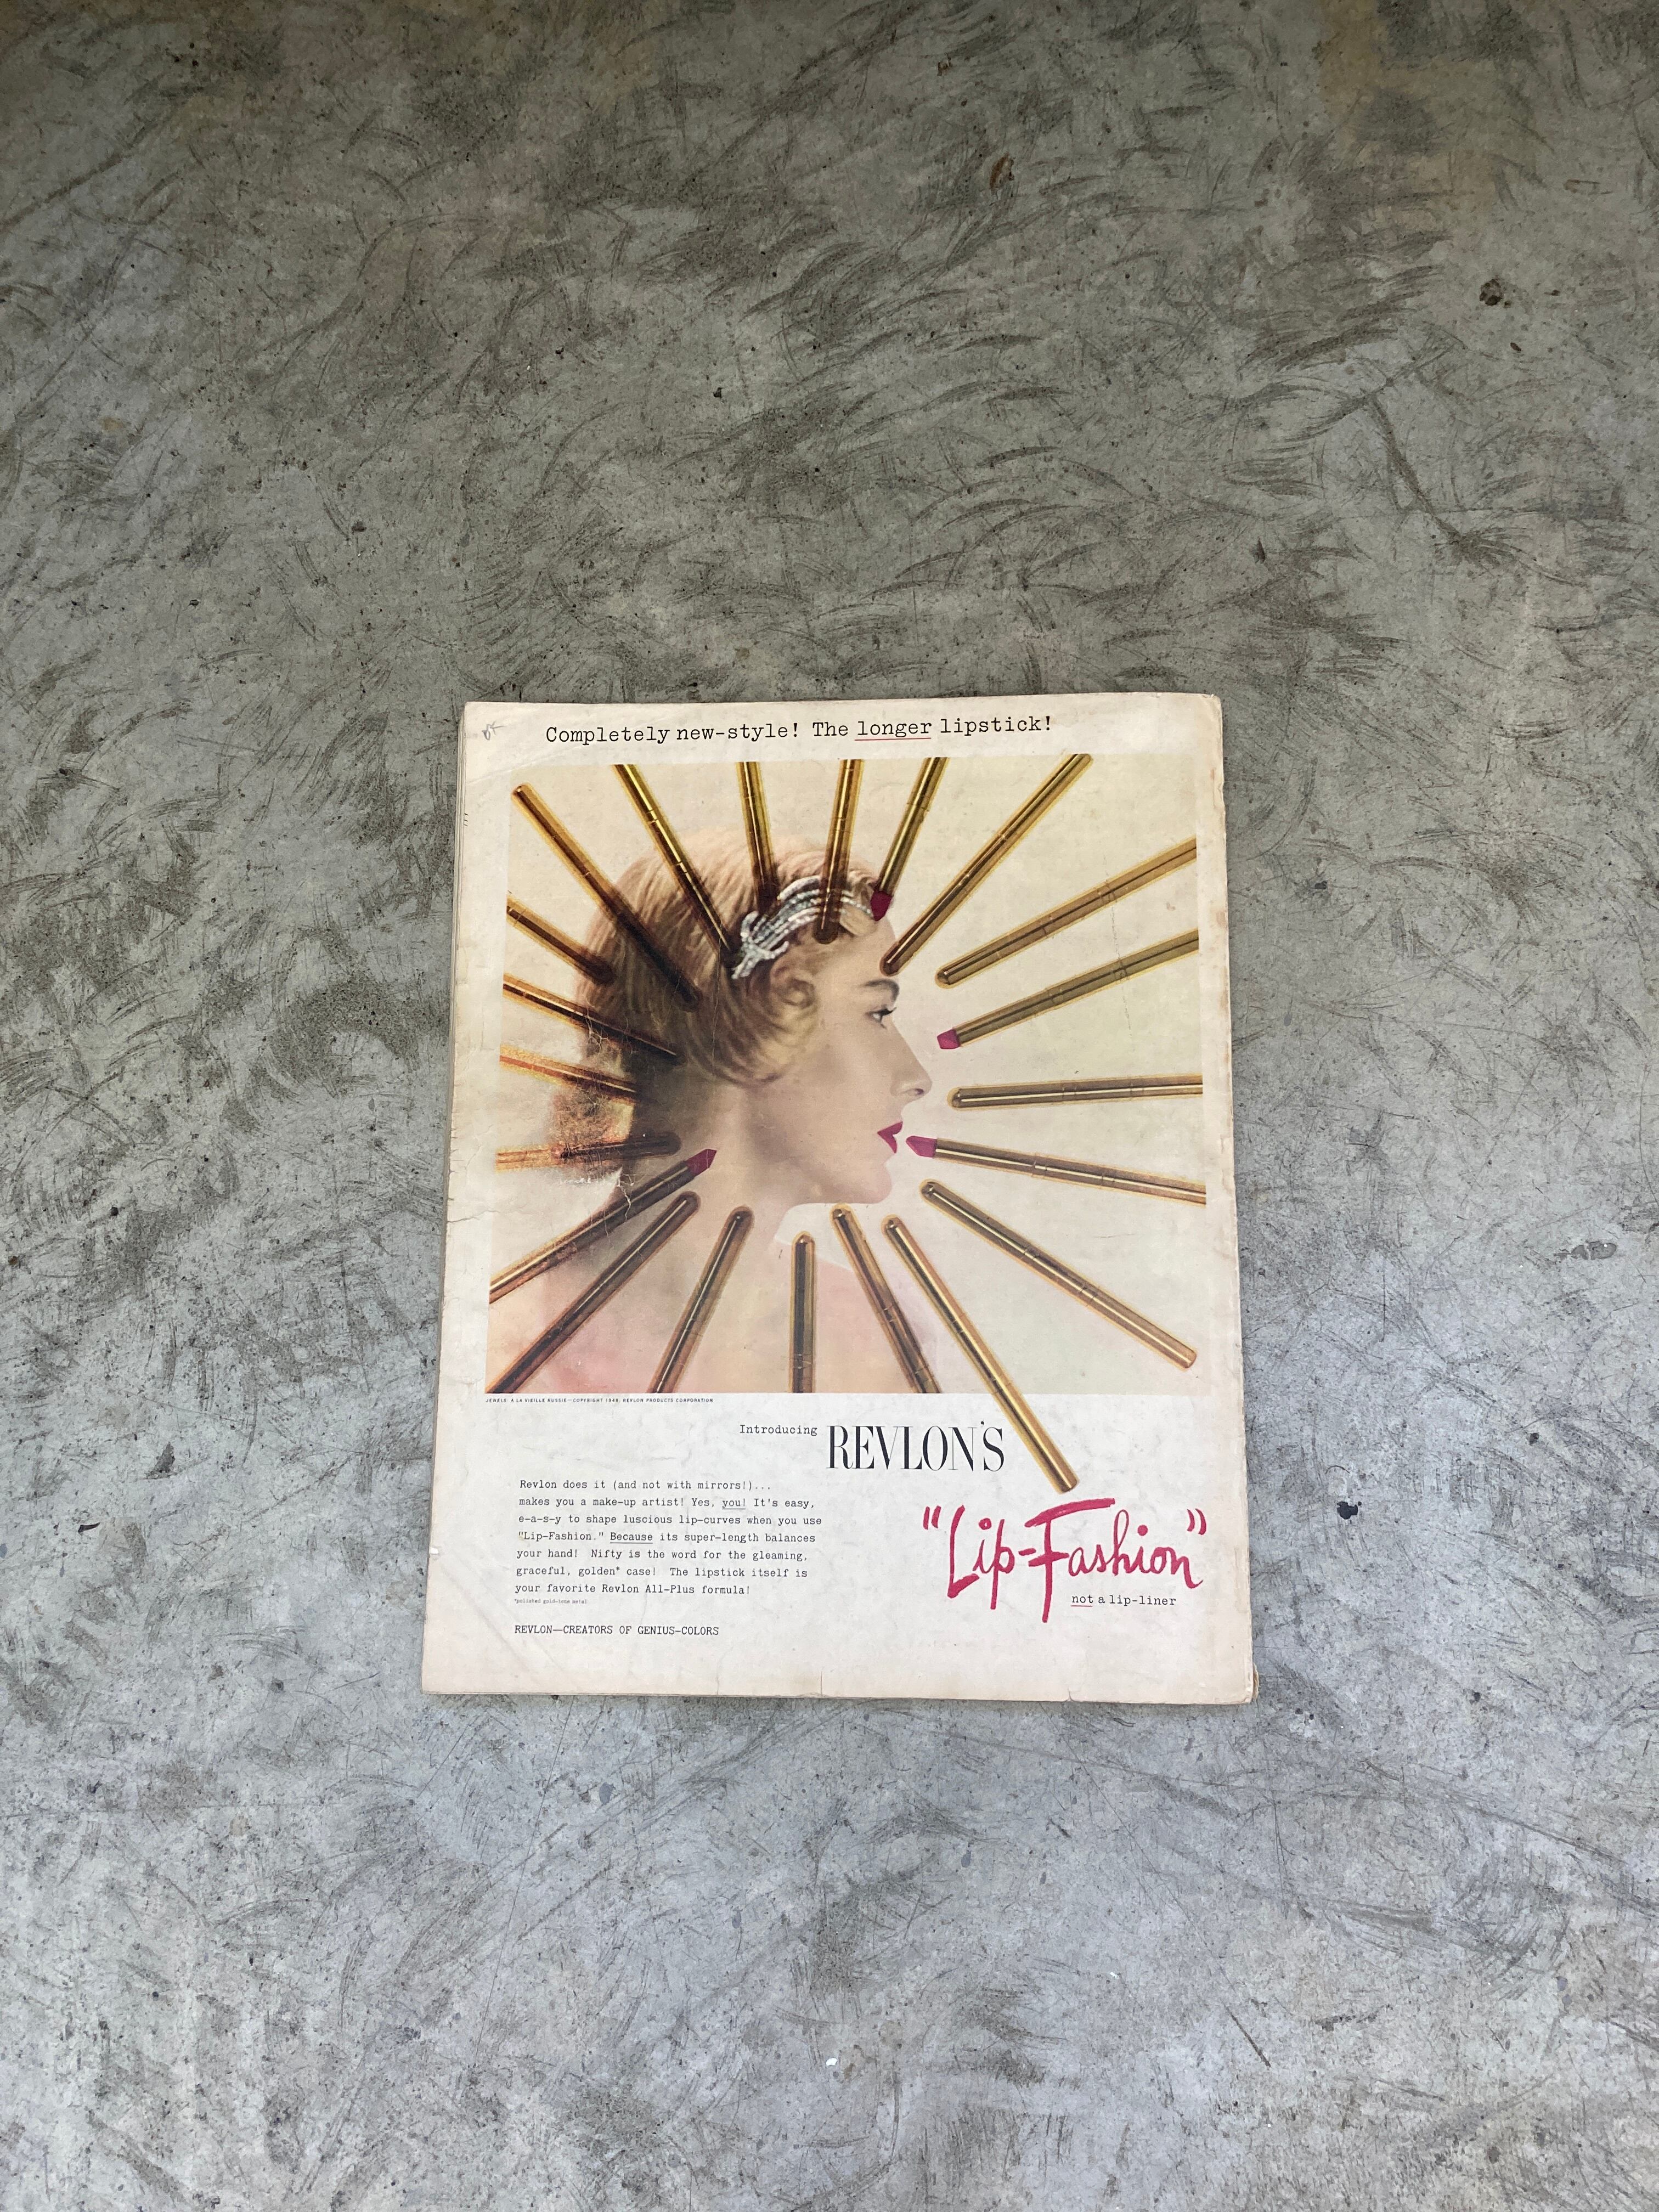 Completely new-style! The longer lipstick!
JEWELS: A LA VIEILLE RUSSIE—COPYRIGHT 1949, REVLON PRODUCTS CORPORATION
Introducing REVLON'S
"Lip-Fashion"
not a lip-liner
Revlon does it (and not with mirrors!)...
makes you a make-up artist! Yes, you! It's easy,
e-a-s-y to shape luscious lip-curves when you use
"Lip-Fashion." Because its super-length balances
your hand! Nifty is the word for the gleaming,
graceful, golden* case! The lipstick itself is
your favorite Revlon All-Plus formula!
*polished gold-tone metal
REVLON—CREATORS OF GENIUS-COLORS